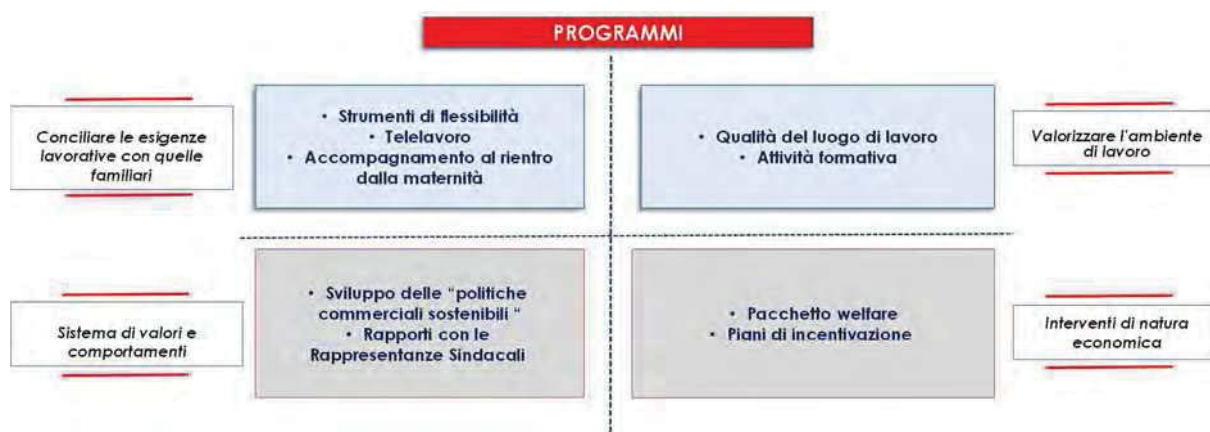 PROGRAMMI
Conciliare le esigenze
lavorative con quelle
familiari
• Strumenti di flessibilità
• Telelavoro
• Accompagnamento al rientro
dalla maternità
• Qualità del luogo di lavoro
• Attività formativa
Valorizzare l'ambiente
di lavoro
Sistema di valori e
comportamenti
• Sviluppo delle "politiche
commerciali sostenibili "
• Rapporti con le
Rappresentanze Sindacali
• Pacchetto welfare
• Piani di incentivazione
Interventi di natura
economica